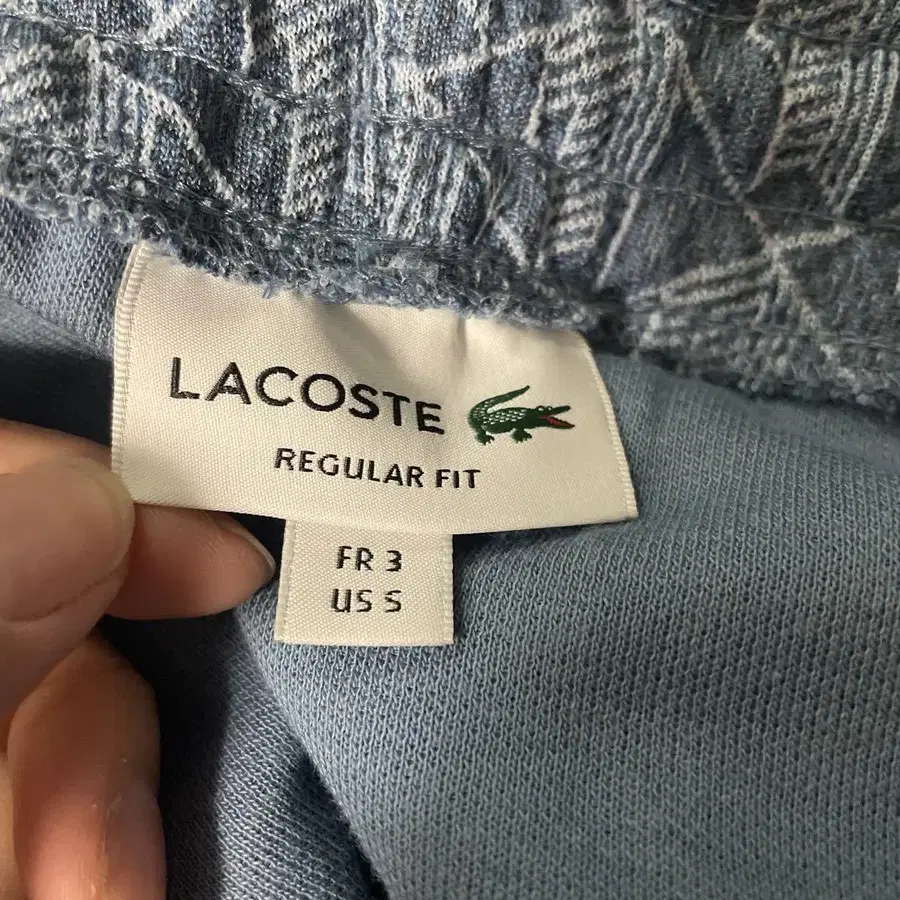 LACOSTE
REGULAR FIT
FR 3
US S